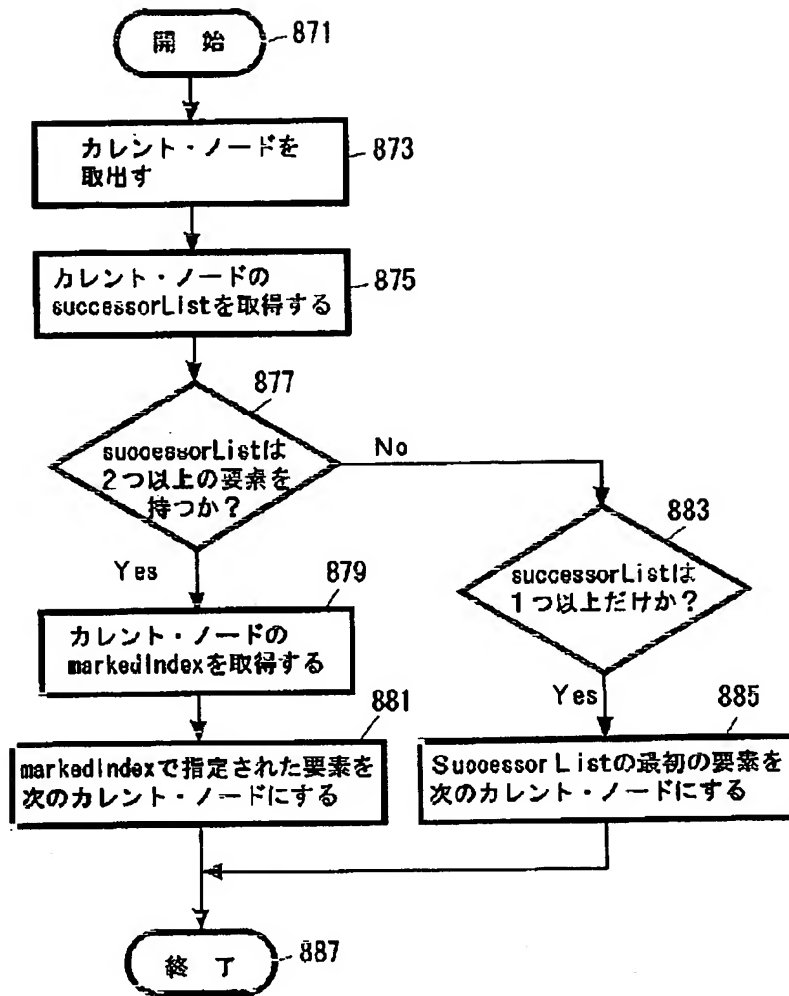 開始
871
カレント・ノードを
取出す
873
カレント・ノードの
successorListを取得する
875
877
successorListは
2つ以上の要素を
持つか?
No
Yes
883
successorListは
1つ以上だけか?
879
カレント・ノードの
markedIndexを取得する
Yes
881
markedIndexで指定された要素を
次のカレント・ノードにする
885
SuccessorListの最初の要素を
次のカレント・ノードにする
終了
887